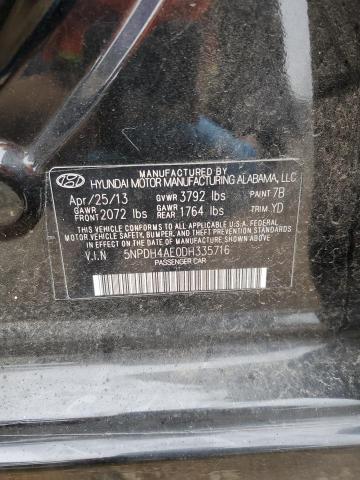 MANUFACTURED BY
HYUNDAI MOTOR MANUFACTURING ALABAMA, LLC
Apr/25/13 GVWR 3792 lbs PAINT 7B
GAWR FRONT 2072 lbs GAWR REAR 1764 lbs TRIM YD
THIS VEHICLE CONFORMS TO ALL APPLICABLE U.S.A. FEDERAL
MOTOR VEHICLE SAFETY, BUMPER, AND THEFT PREVENTION
STANDARDS IN EFFECT ON THE DATE OF MANUFACTURE
SHOWN ABOVE.
V.I.N 5NPDH4AE0DH335716
PASSENGER CAR